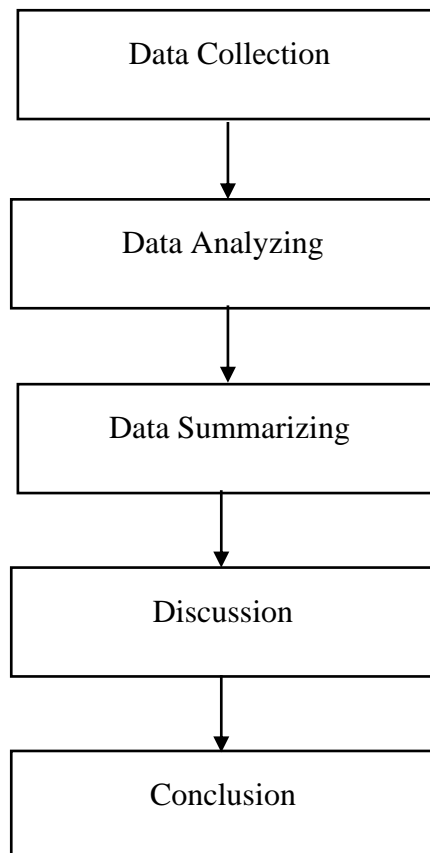 Data Collection
Data Analyzing
Data Summarizing
Discussion
Conclusion